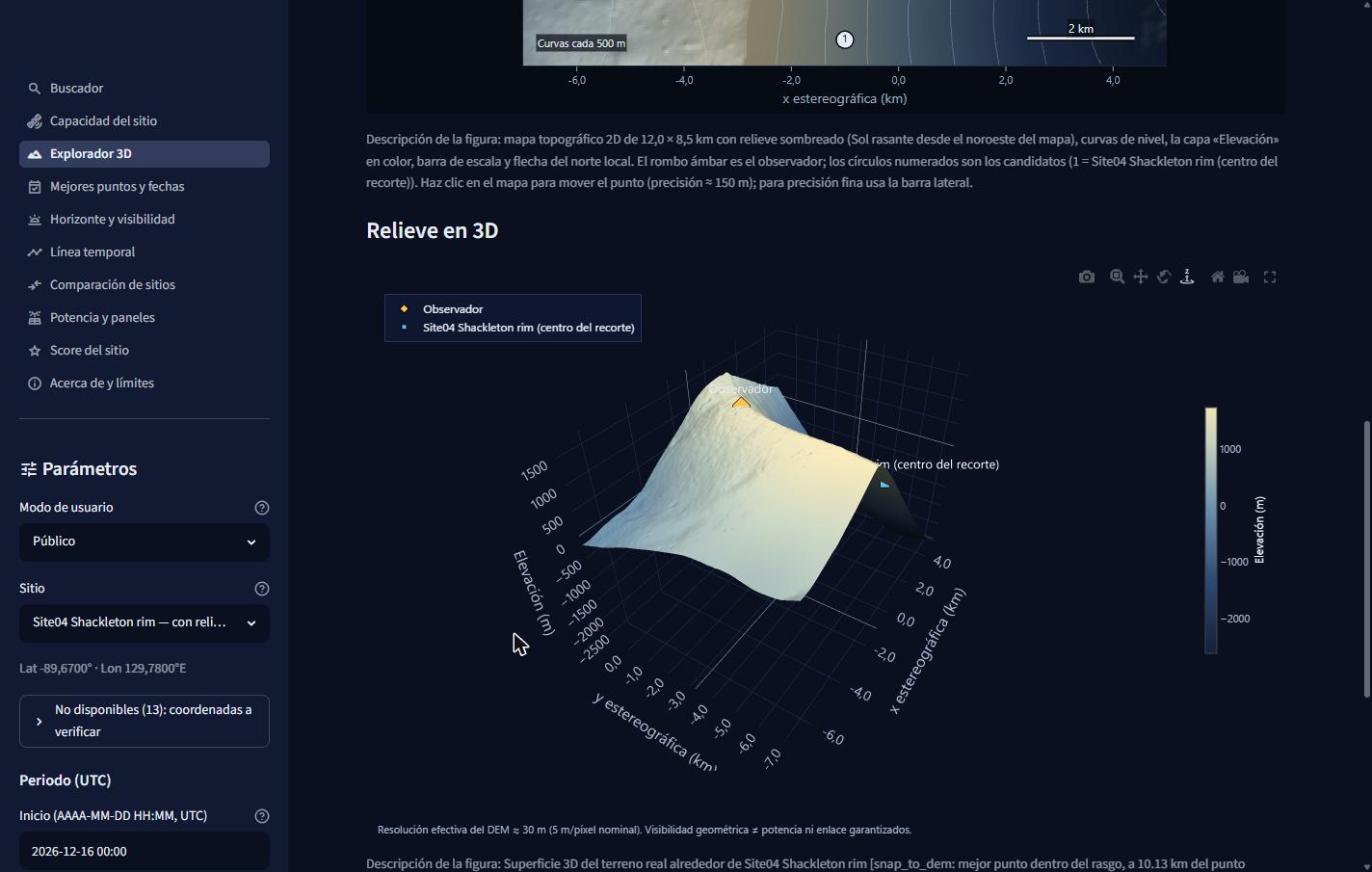 Buscador
Capacidad del sitio
Explorador 3D
Mejores puntos y fechas
Horizonte y visibilidad
Línea temporal
Comparación de sitios
Potencia y paneles
Score del sitio
Acerca de y límites
Parámetros
Modo de usuario
Público
Sitio
Site04 Shackleton rim — con reli...
Lat -89,6700° · Lon 129,7800°E
No disponibles (13): coordenadas a
verificar
Periodo (UTC)
Inicio (AAAA-MM-DD HH:MM, UTC)
2026-12-16 00:00
Curvas cada 500 m
1
2 km
-6,0
-4,0
-2,0
0,0
2,0
4,0
x estereográfica (km)
Descripción de la figura: mapa topográfico 2D de 12,0 × 8,5 km con relieve sombreado (Sol rasante desde el noroeste del mapa), curvas de nivel, la capa «Elevación»
en color, barra de escala y flecha del norte local. El rombo ámbar es el observador; los círculos numerados son los candidatos (1 = Site04 Shackleton rim (centro del
recorte)). Haz clic en el mapa para mover el punto (precisión ≈ 150 m); para precisión fina usa la barra lateral.
Relieve en 3D
Observador
Site04 Shackleton rim (centro del recorte)
Observador
rim (centro del recorte)
1500
1000
500
0
−500
−1000
−1500
−2000
−2500
Elevación (m)
0,0
-1,0
-2,0
-3,0
-4,0
-5,0
-6,0
-7,0
y estereográfica (km)
4,0
2,0
0,0
-2,0
-4,0
-6,0
x estereográfica (km)
1000
0
−1000
−2000
Elevación (m)
Resolución efectiva del DEM ≈ 30 m (5 m/píxel nominal). Visibilidad geométrica ≠ potencia ni enlace garantizados.
Descripción de la figura: Superficie 3D del terreno real alrededor de Site04 Shackleton rim [snap_to_dem: mejor punto dentro del rasgo, a 10.13 km del punto